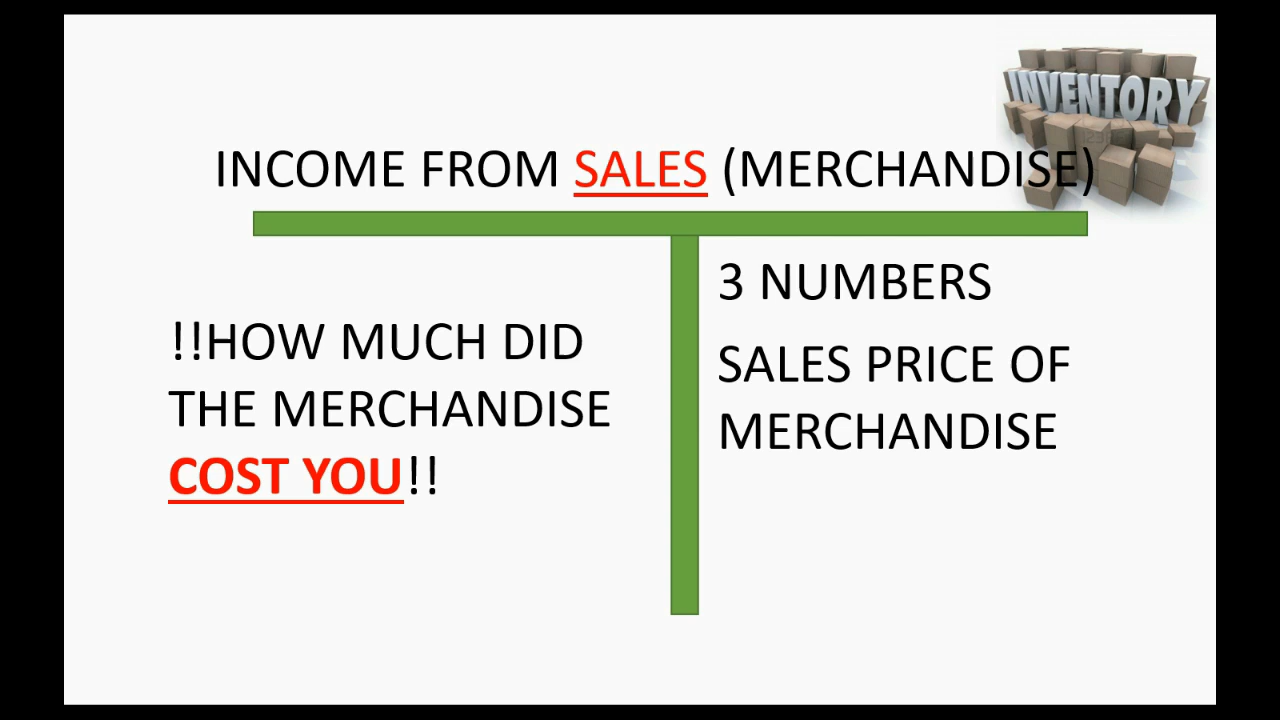 INVENTORY
INCOME FROM SALES (MERCHANDISE)
!!HOW MUCH DID
THE MERCHANDISE
COST YOU!!
3 NUMBERS
SALES PRICE OF
MERCHANDISE